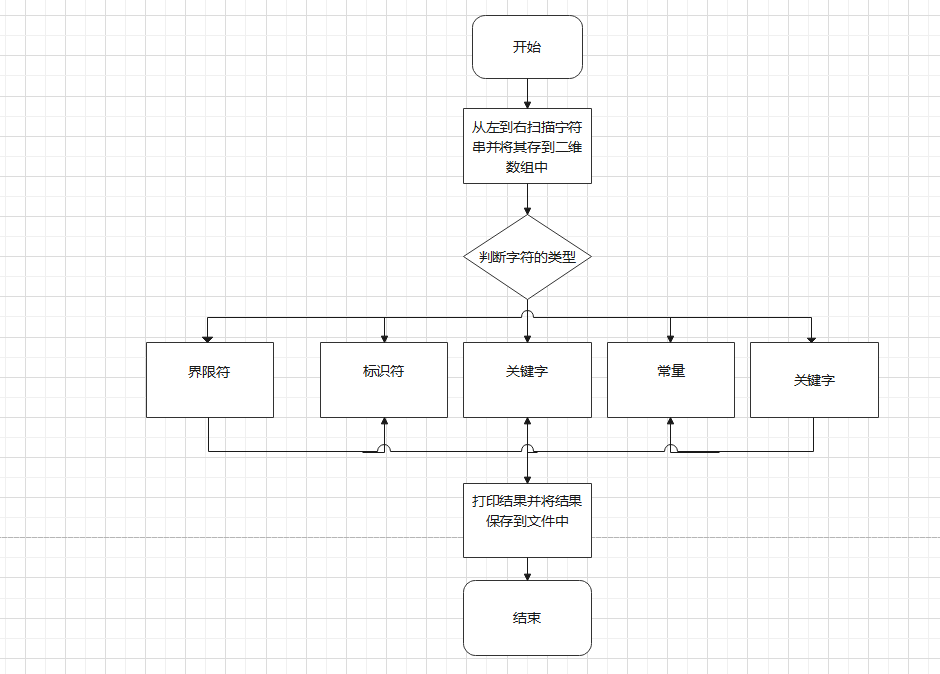 开始
从左到右扫描宁符
串并将其存到二维
数组中
判断字符的类型
界限符
标识符
关键字
常量
关键字
打印结果并将结果
保存到文件中
结束